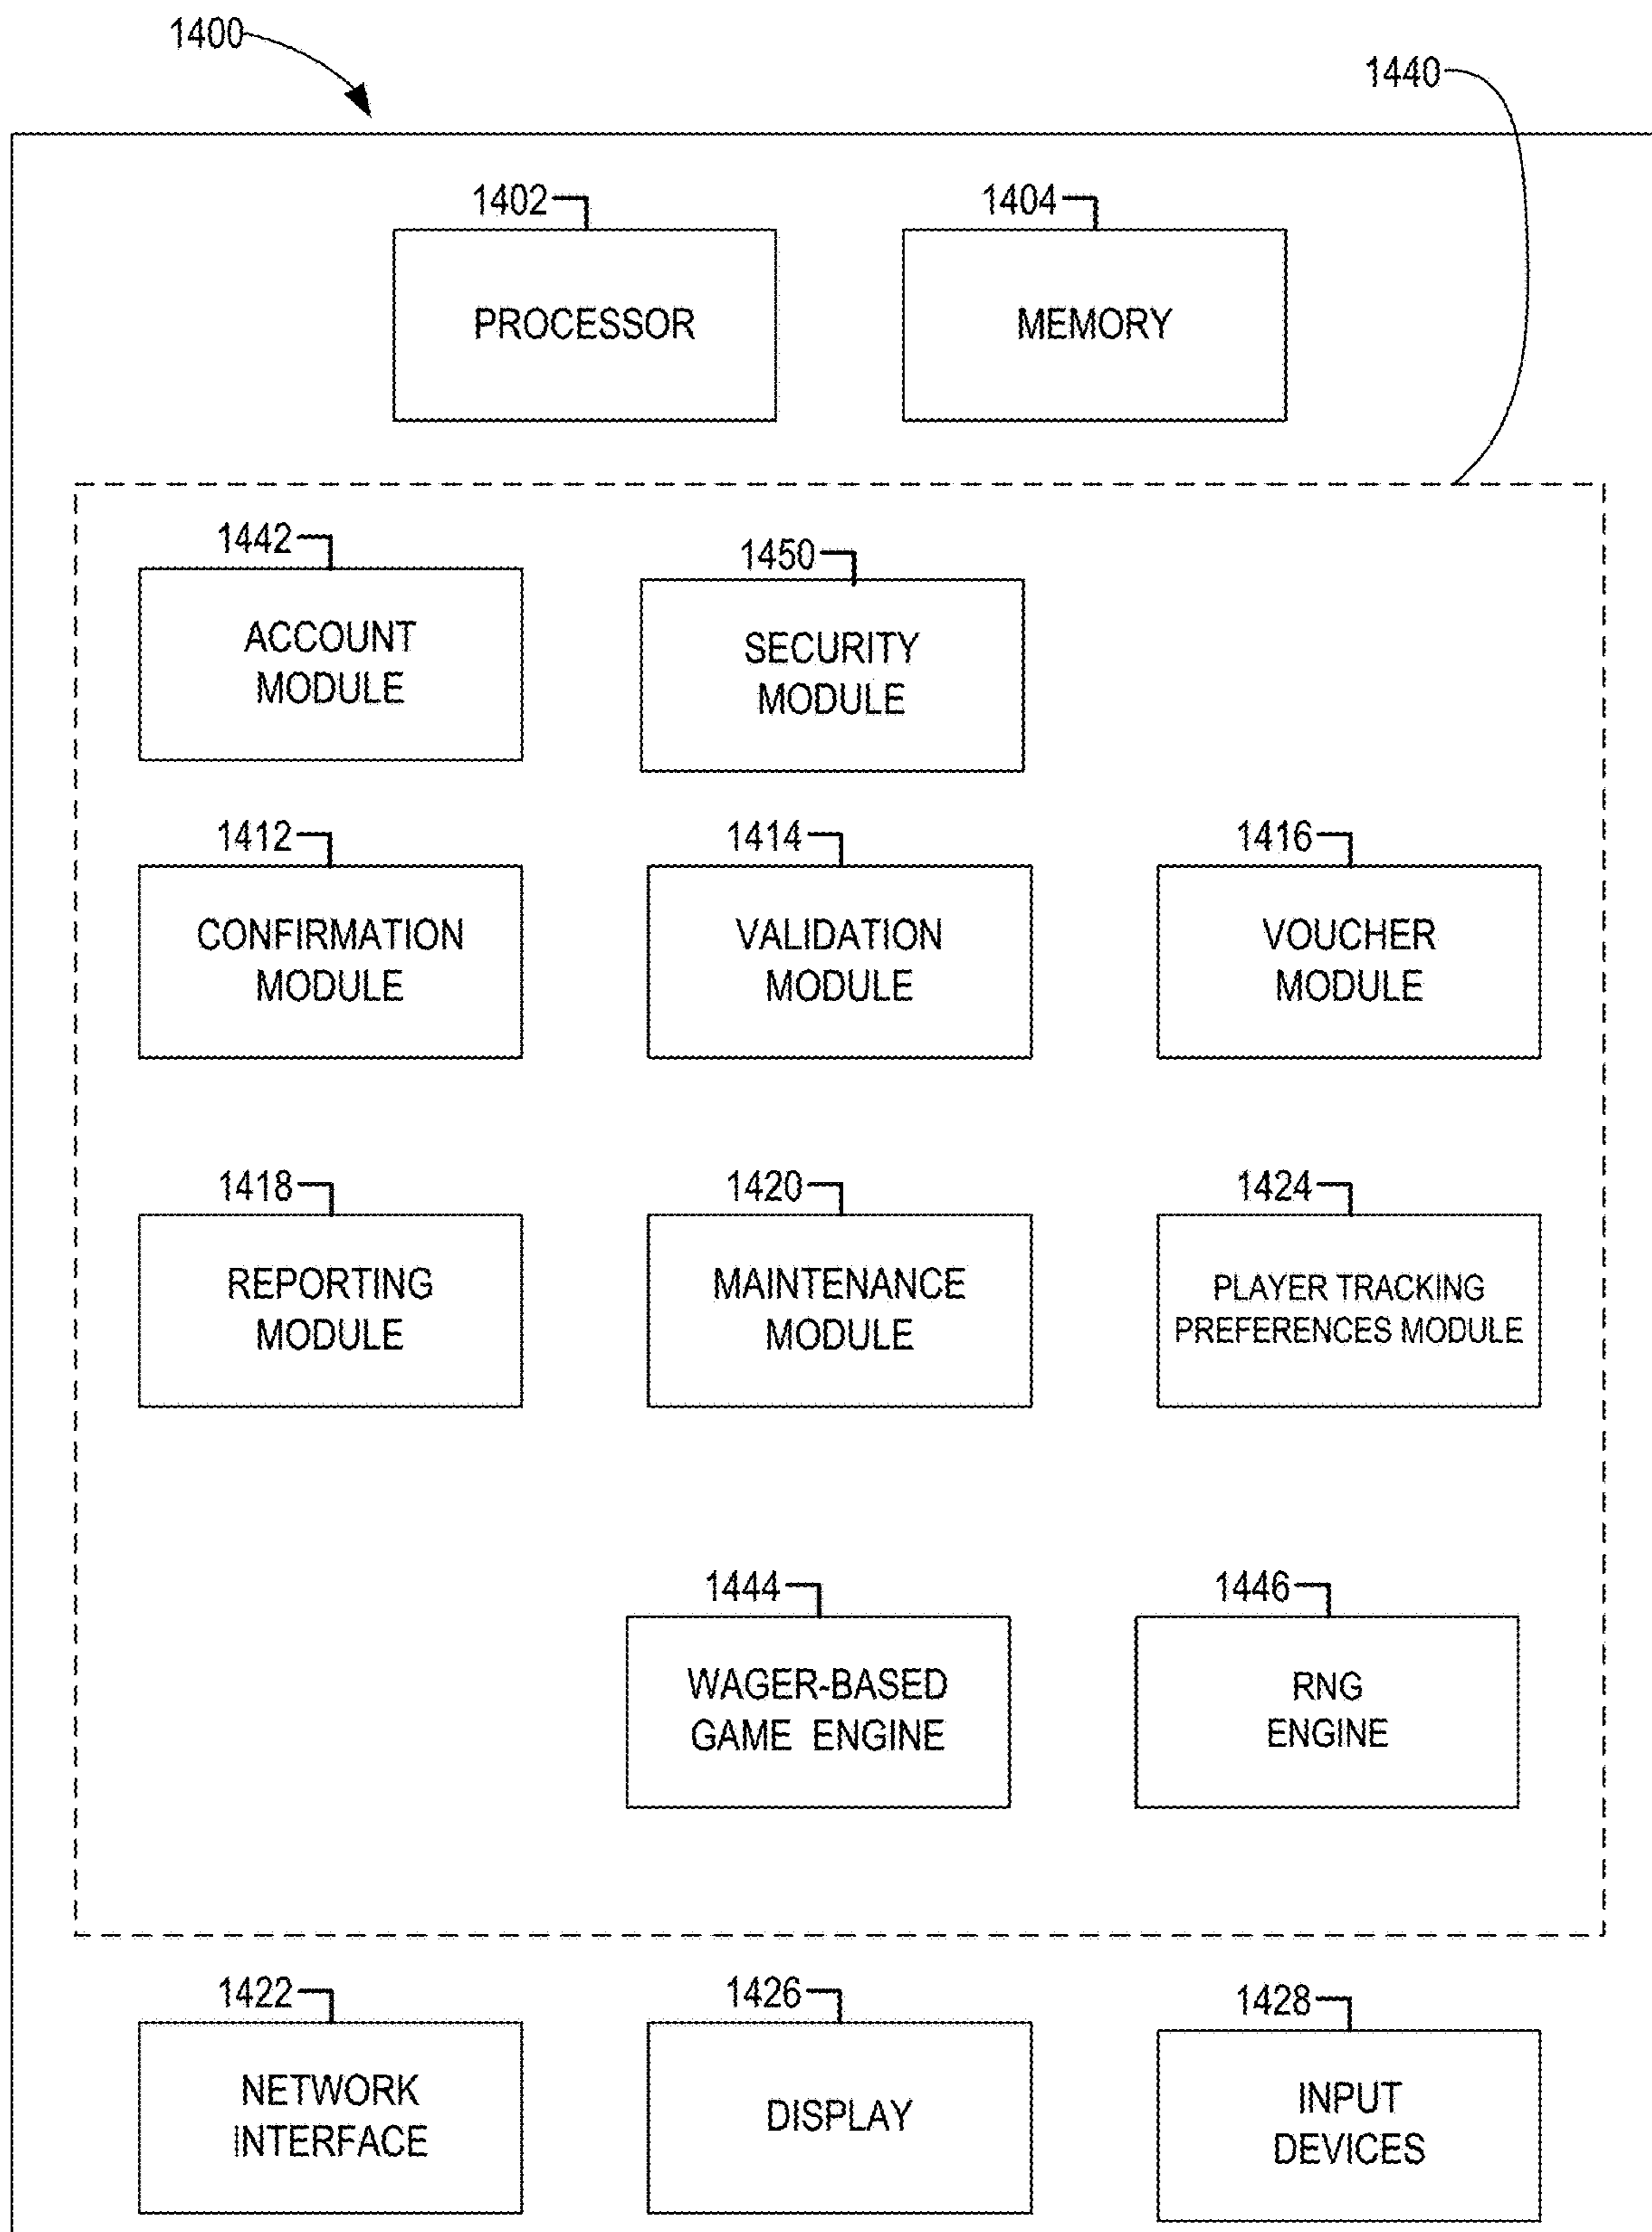 1400
1440
1402
1404
PROCESSOR
MEMORY
1442
1450
ACCOUNT
MODULE
SECURITY
MODULE
1412
1414
1416
CONFIRMATION
MODULE
VALIDATION
MODULE
VOUCHER
MODULE
1418
1420
1424
REPORTING
MODULE
MAINTENANCE
MODULE
PLAYER TRACKING
PREFERENCES MODULE
1444
1446
WAGER-BASED
GAME ENGINE
RNG
ENGINE
1422
1426
1428
NETWORK
INTERFACE
DISPLAY
INPUT
DEVICES